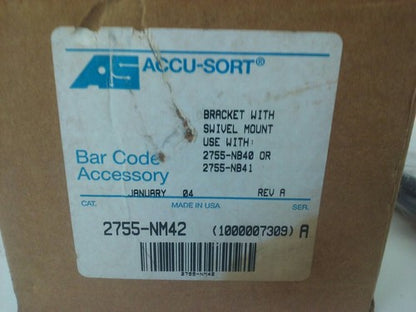 AS ACCU-SORT®
BRACKET WITH
SWIVEL MOUNT
USE WITH:
2755-NB40 OR
2755-NB41
Bar Code
Accessory
JANUARY 04 REV A
CAT. MADE IN USA SER.
2755-NM42 (1000007309) A
2755-NM42